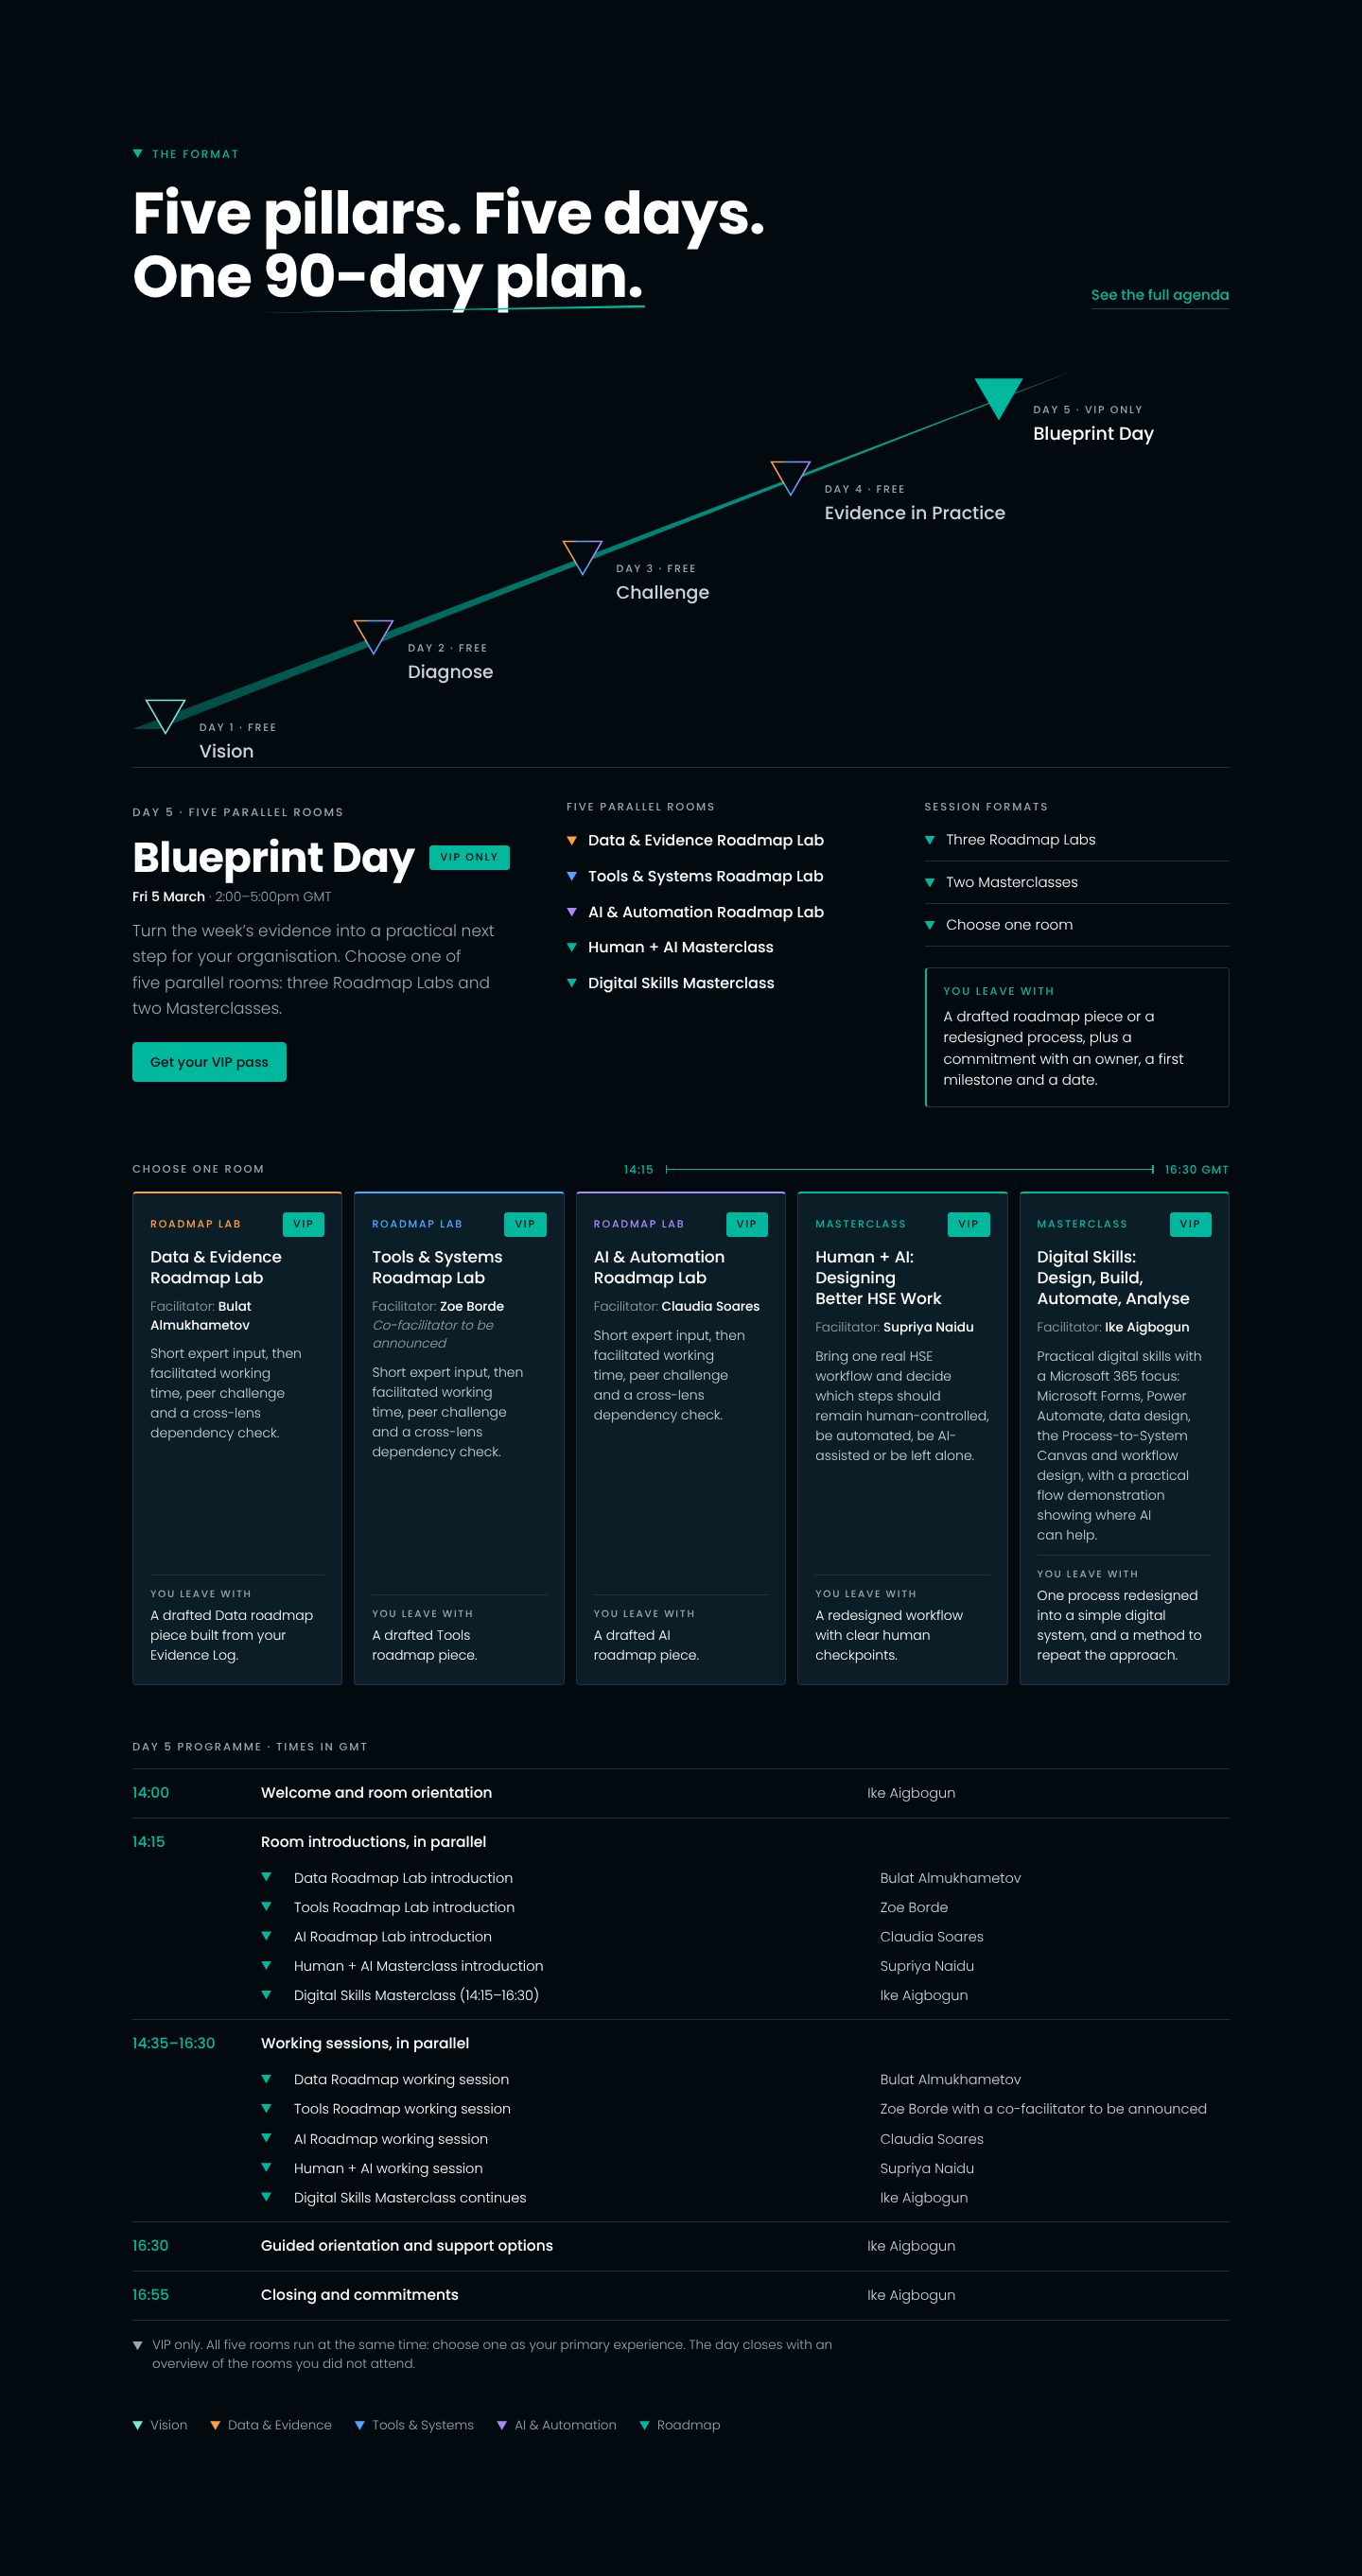 THE FORMAT
Five pillars. Five days.
One 90-day plan.
See the full agenda
DAY 5 · VIP ONLY
Blueprint Day
DAY 4 · FREE
Evidence in Practice
DAY 3 · FREE
Challenge
DAY 2 · FREE
Diagnose
DAY 1 · FREE
Vision
DAY 5 · FIVE PARALLEL ROOMS
Blueprint Day VIP ONLY
Fri 5 March · 2:00–5:00pm GMT
Turn the week’s evidence into a practical next
step for your organisation. Choose one of
five parallel rooms: three Roadmap Labs and
two Masterclasses.
Get your VIP pass
FIVE PARALLEL ROOMS
Data & Evidence Roadmap Lab
Tools & Systems Roadmap Lab
AI & Automation Roadmap Lab
Human + AI Masterclass
Digital Skills Masterclass
SESSION FORMATS
Three Roadmap Labs
Two Masterclasses
Choose one room
YOU LEAVE WITH
A drafted roadmap piece or a
redesigned process, plus a
commitment with an owner, a first
milestone and a date.
CHOOSE ONE ROOM
14:15 16:30 GMT
ROADMAP LAB VIP
Data & Evidence
Roadmap Lab
Facilitator: Bulat
Almukhametov
Short expert input, then
facilitated working
time, peer challenge
and a cross-lens
dependency check.
YOU LEAVE WITH
A drafted Data roadmap
piece built from your
Evidence Log.
ROADMAP LAB VIP
Tools & Systems
Roadmap Lab
Facilitator: Zoe Borde
Co-facilitator to be
announced
Short expert input, then
facilitated working
time, peer challenge
and a cross-lens
dependency check.
YOU LEAVE WITH
A drafted Tools
roadmap piece.
ROADMAP LAB VIP
AI & Automation
Roadmap Lab
Facilitator: Claudia Soares
Short expert input, then
facilitated working
time, peer challenge
and a cross-lens
dependency check.
YOU LEAVE WITH
A drafted AI
roadmap piece.
MASTERCLASS VIP
Human + AI:
Designing
Better HSE Work
Facilitator: Supriya Naidu
Bring one real HSE
workflow and decide
which steps should
remain human-controlled,
be automated, be AI-
assisted or be left alone.
YOU LEAVE WITH
A redesigned workflow
with clear human
checkpoints.
MASTERCLASS VIP
Digital Skills:
Design, Build,
Automate, Analyse
Facilitator: Ike Aigbogun
Practical digital skills with
a Microsoft 365 focus:
Microsoft Forms, Power
Automate, data design,
the Process-to-System
Canvas and workflow
design, with a practical
flow demonstration
showing where AI
can help.
YOU LEAVE WITH
One process redesigned
into a simple digital
system, and a method to
repeat the approach.
DAY 5 PROGRAMME · TIMES IN GMT
14:00 Welcome and room orientation Ike Aigbogun
14:15 Room introductions, in parallel
Data Roadmap Lab introduction Bulat Almukhametov
Tools Roadmap Lab introduction Zoe Borde
AI Roadmap Lab introduction Claudia Soares
Human + AI Masterclass introduction Supriya Naidu
Digital Skills Masterclass (14:15–16:30) Ike Aigbogun
14:35–16:30 Working sessions, in parallel
Data Roadmap working session Bulat Almukhametov
Tools Roadmap working session Zoe Borde with a co-facilitator to be announced
AI Roadmap working session Claudia Soares
Human + AI working session Supriya Naidu
Digital Skills Masterclass continues Ike Aigbogun
16:30 Guided orientation and support options Ike Aigbogun
16:55 Closing and commitments Ike Aigbogun
VIP only. All five rooms run at the same time: choose one as your primary experience. The day closes with an
overview of the rooms you did not attend.
Vision Data & Evidence Tools & Systems AI & Automation Roadmap